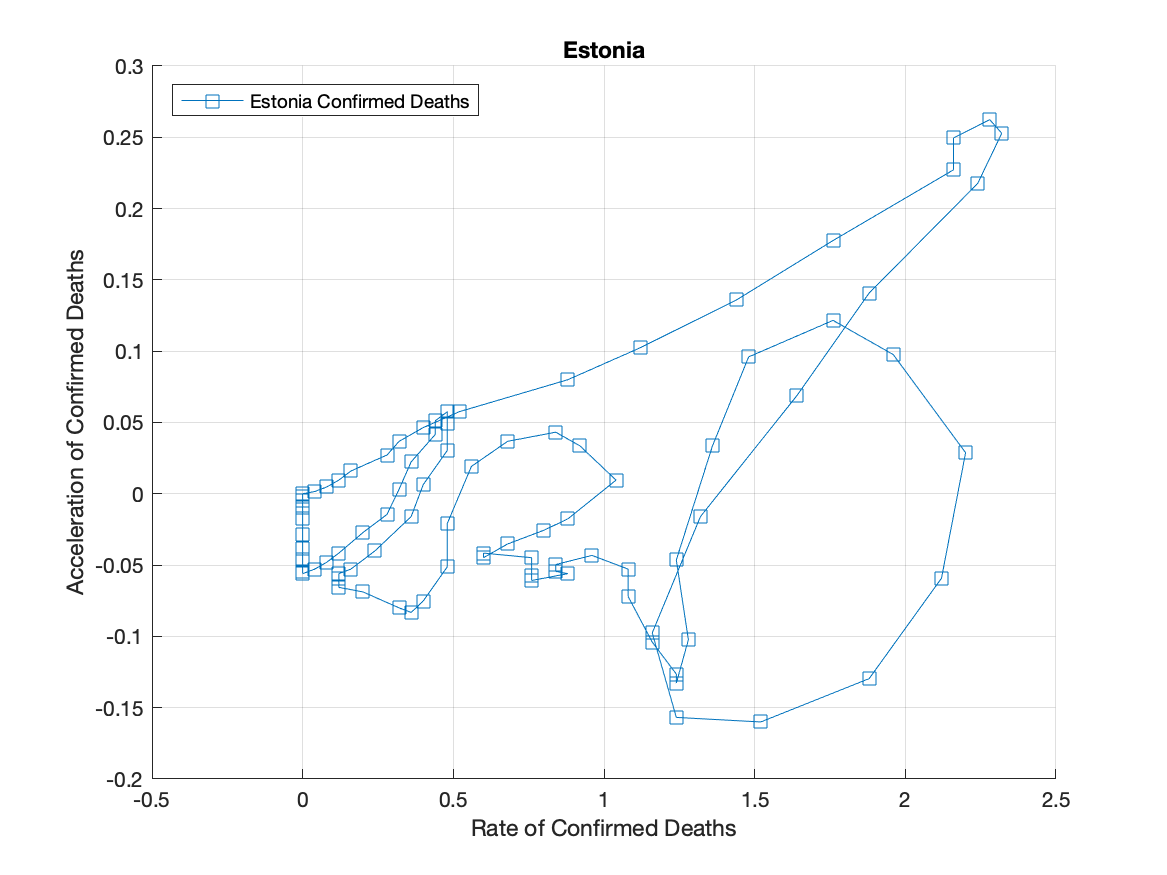 Estonia
0.3
Estonia Confirmed Deaths
0.25
0.2
0.15
0.1
0.05
0
-0.05
-0.1
-0.15
-0.2
Acceleration of Confirmed Deaths
-0.5 0 0.5 1 1.5 2 2.5
Rate of Confirmed Deaths